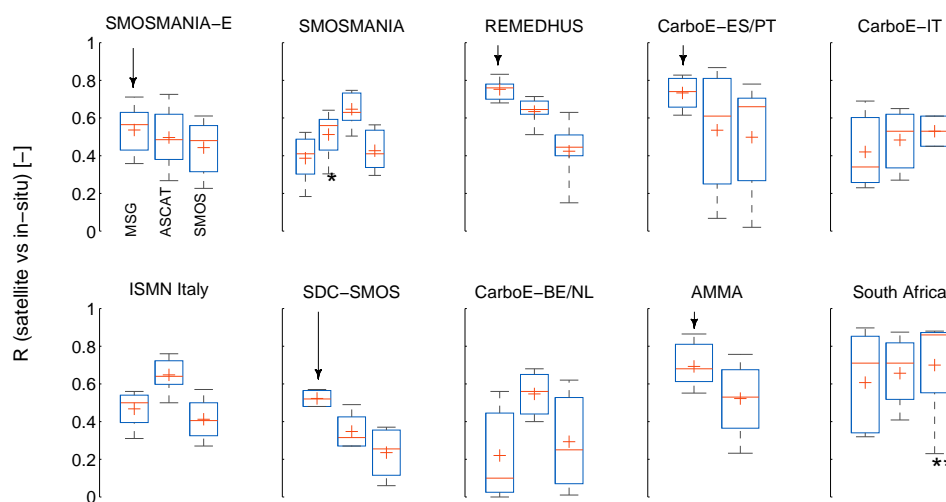 SMOSMANIA−E SMOSMANIA REMEDHUS CarboE−ES/PT CarboE−IT
R (satellite vs in−situ) [−]
1
0.8
0.6
0.4
0.2
0
MSG
ASCAT
SMOS
*
ISMN Italy SDC−SMOS CarboE−BE/NL AMMA South Africa
1
0.8
0.6
0.4
0.2
0
**